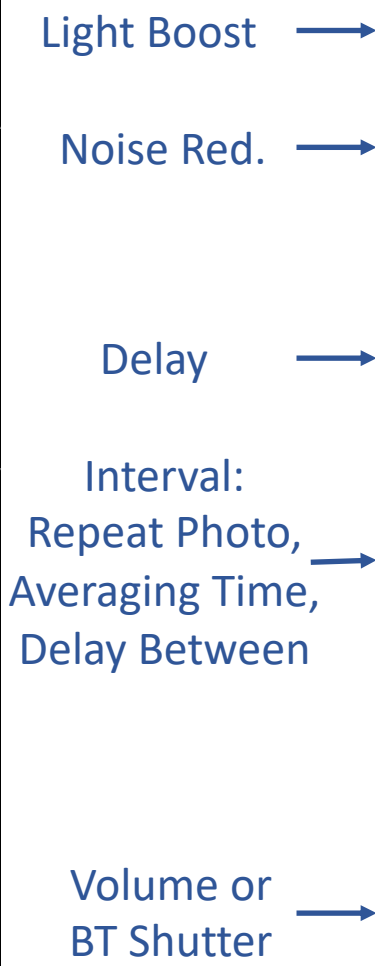 Light Boost
Noise Red.
Delay
Interval:
Repeat Photo,
Averaging Time,
Delay Between
Volume or
BT Shutter